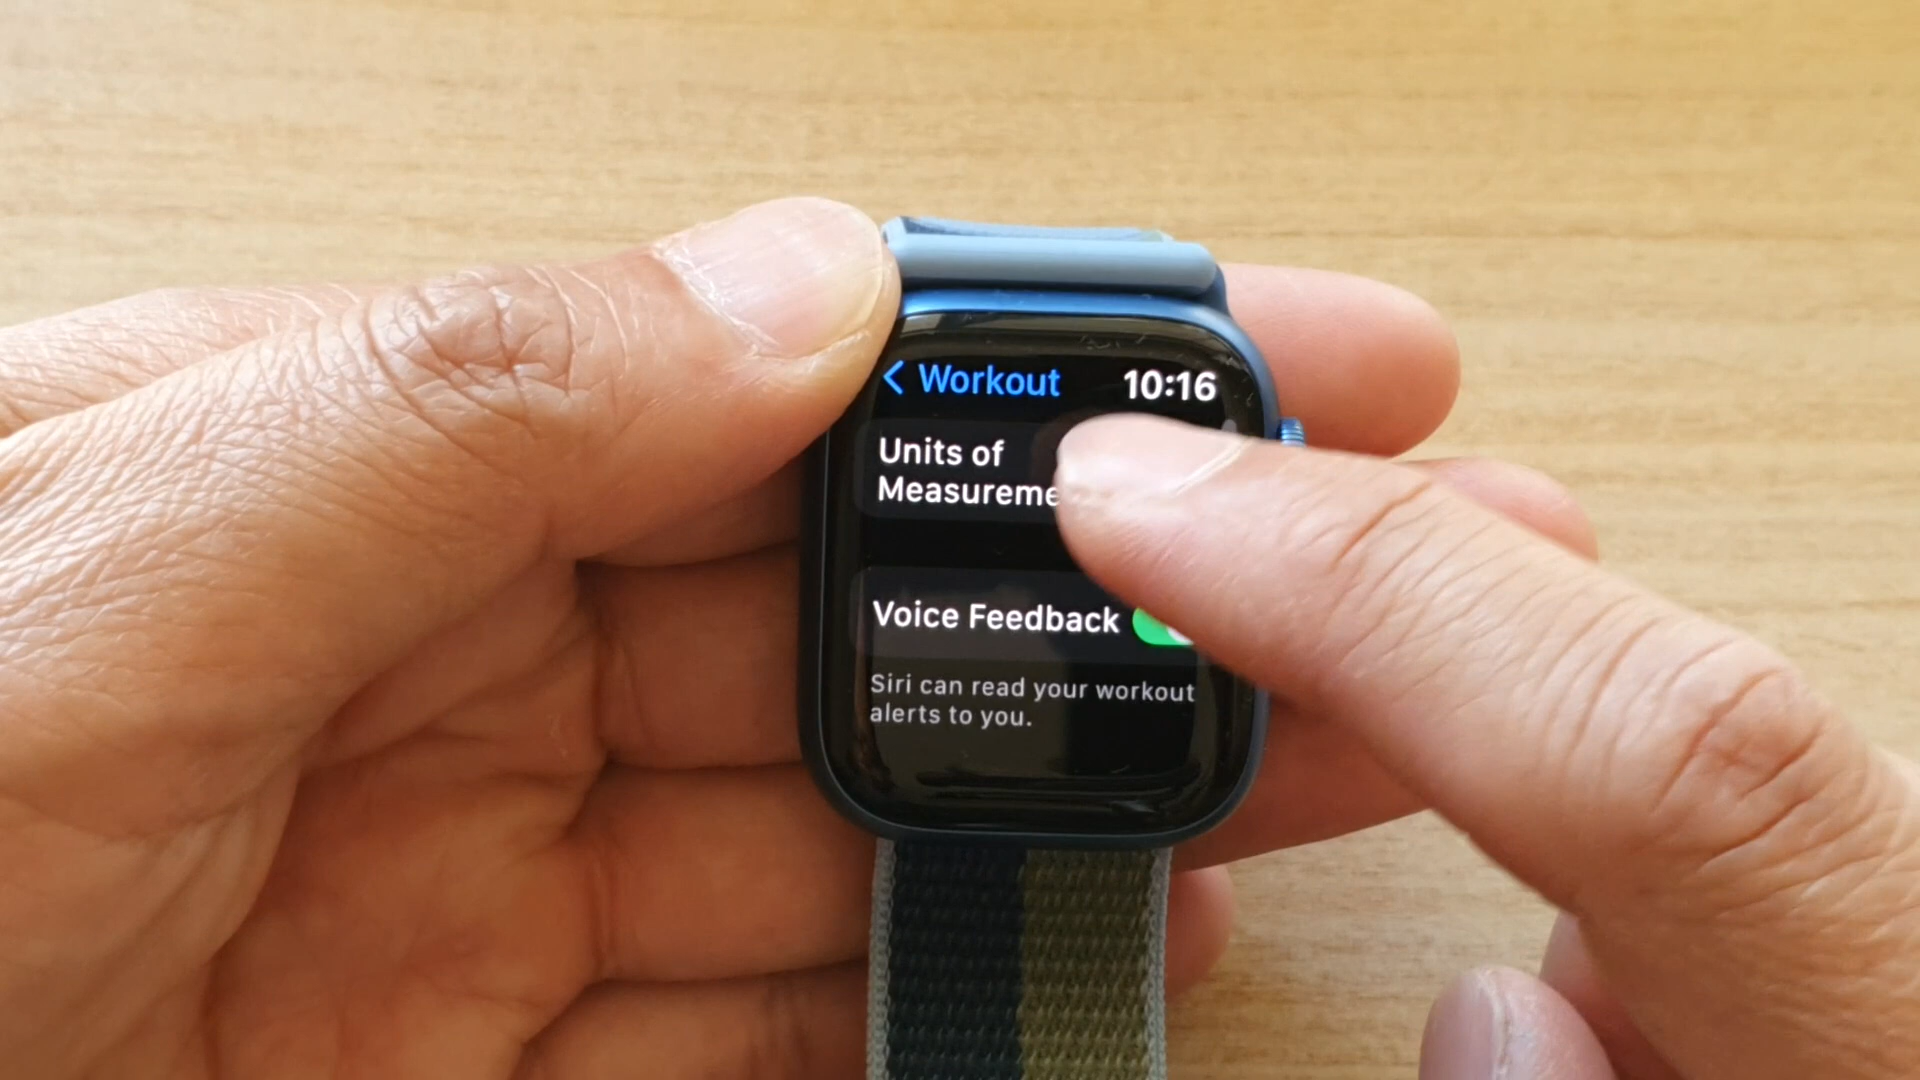 < Workout 10:16
Units of
Measureme
Voice Feedback
Siri can read your workout
alerts to you.